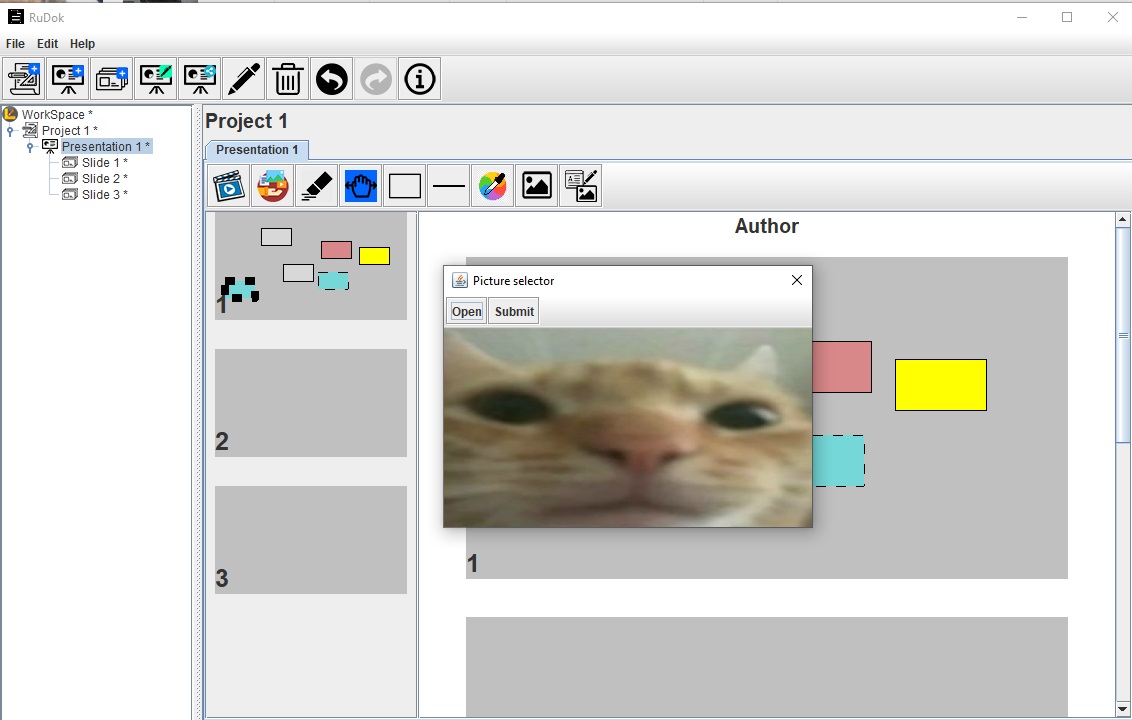 RuDok
File Edit Help
WorkSpace *
Project 1 *
Presentation 1 *
Slide 1 *
Slide 2 *
Slide 3 *
Project 1
Presentation 1
1
2
3
Author
1
Picture selector
Open Submit